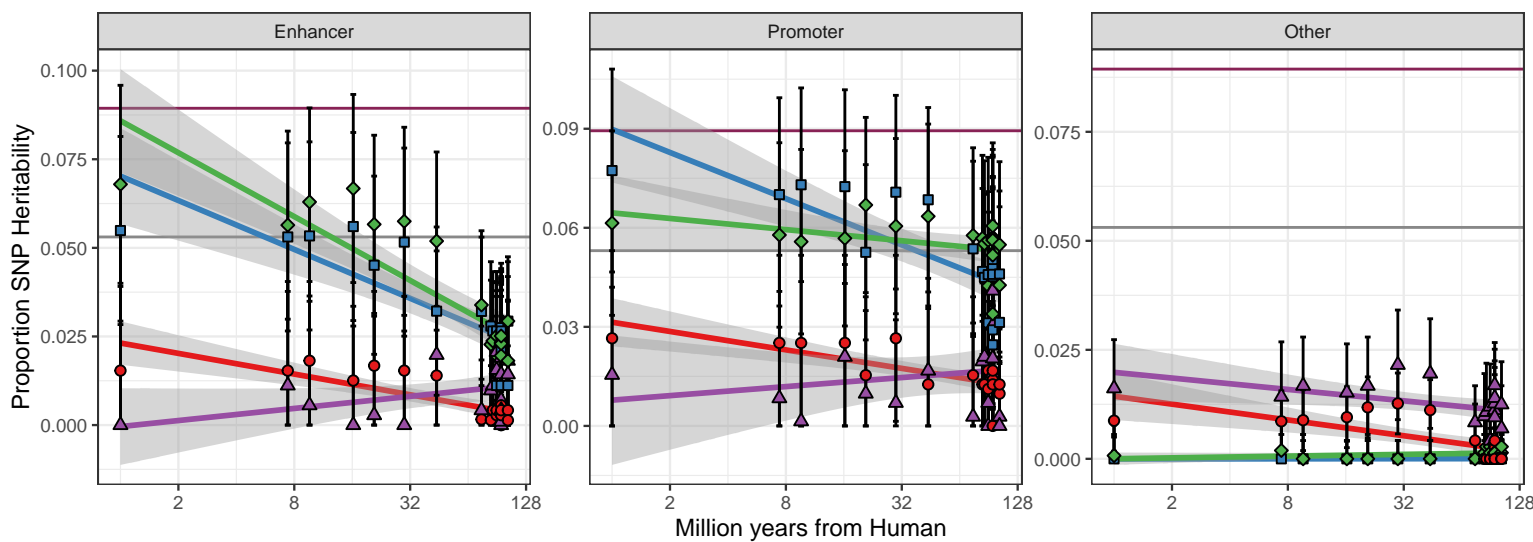 Enhancer
Promoter
Other
Proportion SNP Heritability
0.100
0.075
0.050
0.025
0.000
0.09
0.06
0.03
0.00
0.075
0.050
0.025
0.000
2 8 32 128
2 8 32 128
2 8 32 128
Million years from Human